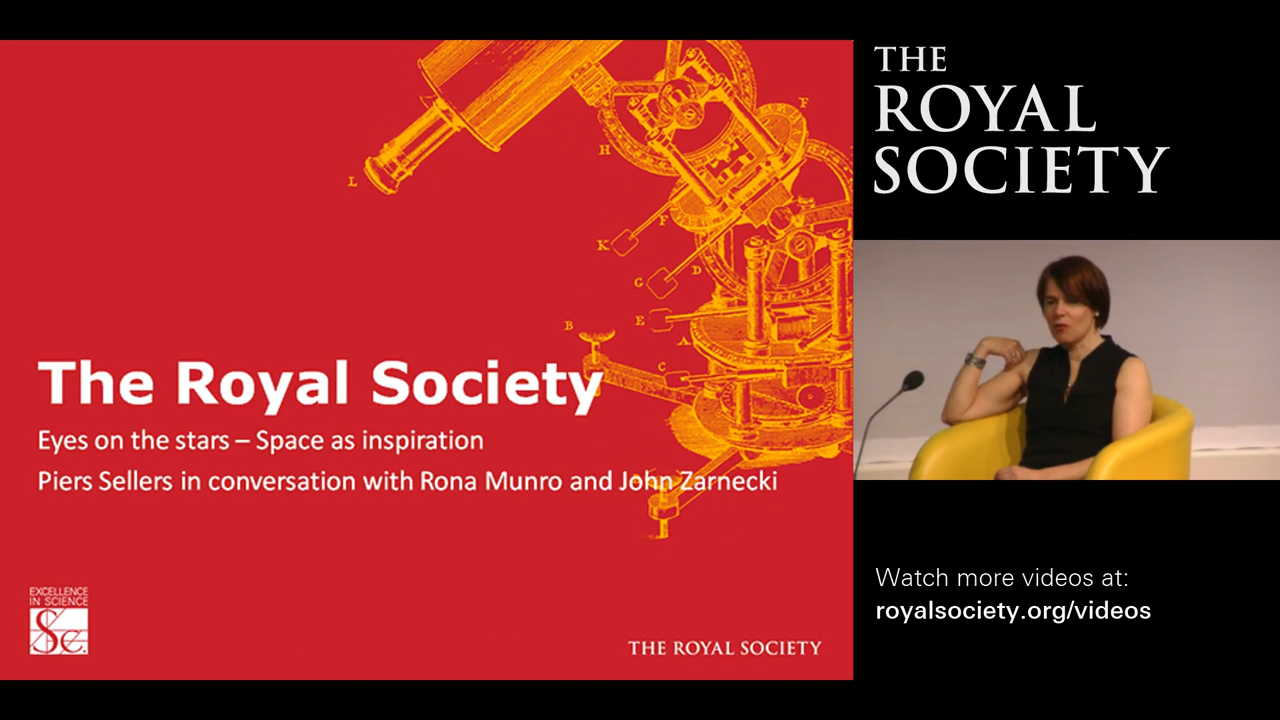 The Royal Society
Eyes on the stars – Space as inspiration
Piers Sellers in conversation with Rona Munro and John Zarnecki
EXCELLENCE
IN SCIENCE
THE ROYAL SOCIETY
L
H
F
K
F
G
D
E
B
A
C
THE
ROYAL
SOCIETY
Watch more videos at:
royalsociety.org/videos